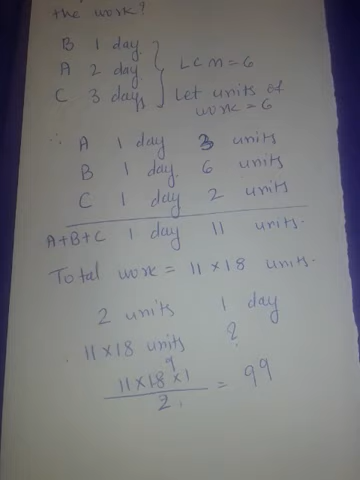 the work?
B 1 day
A 2 day
C 3 days
LCM = 6
Let units of
work = 6
∴ A 1 day 3 units
B 1 day. 6 units
C 1 day 2 units
A+B+C 1 day 11 units.
Total work = 11 × 18 units.
2 units 1 day
11 × 18 units ?
9
11 × 18 × 1
2
= 99